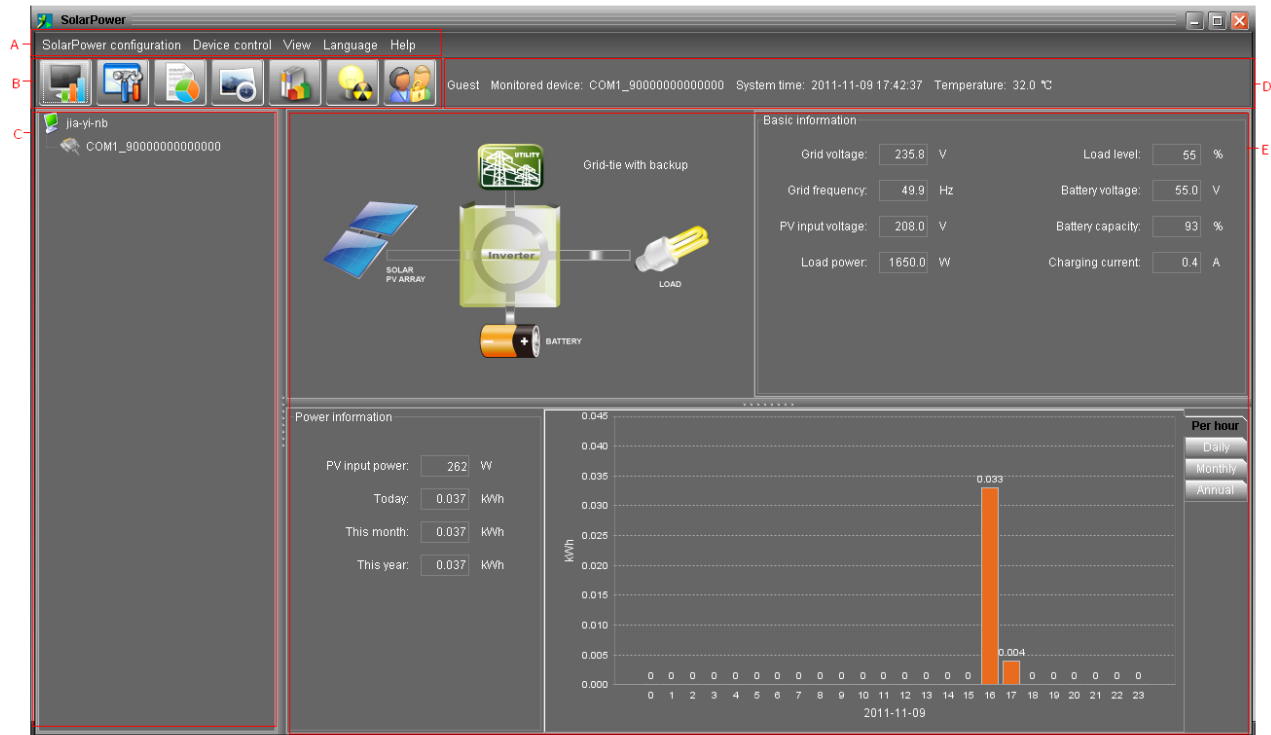 SolarPower
A
SolarPower configuration Device control View Language Help
B
Guest Monitored device: COM1_90000000000000 System time: 2011-11-09 17:42:37 Temperature: 32.0 ℃
D
C
jia-yi-nb
COM1_90000000000000
UTILITY
Grid-tie with backup
Inverter
SOLAR
PV ARRAY
LOAD
BATTERY
Basic information
E
Grid voltage: 235.8 V Load level: 55 %
Grid frequency: 49.9 Hz Battery voltage: 55.0 V
PV input voltage: 208.0 V Battery capacity: 93 %
Load power: 1650.0 W Charging current: 0.4 A
Power information
PV input power: 262 W
Today: 0.037 kWh
This month: 0.037 kWh
This year: 0.037 kWh
kWh
0.045
0.040
0.035
0.030
0.025
0.020
0.015
0.010
0.005
0.000
0.033
0.004
0 0 0 0 0 0 0 0 0 0 0 0 0 0 0 0 0 0 0 0 0 0
0 1 2 3 4 5 6 7 8 9 10 11 12 13 14 15 16 17 18 19 20 21 22 23
2011-11-09
Per hour
Daily
Monthly
Annual